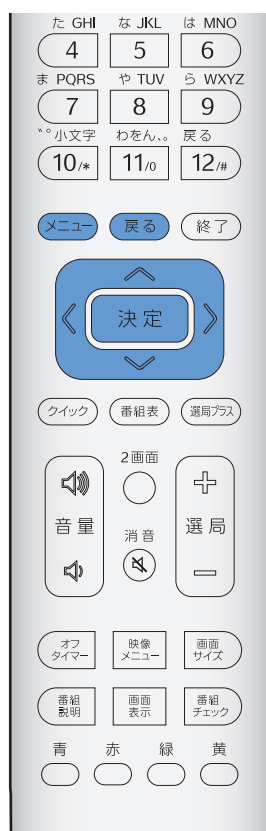 た GHI な JKL は MNO
4 5 6
ま PQRS や TUV ら WXYZ
7 8 9
゛゜小文字 わをん、。 戻る
10/* 11/0 12/#
メニュー 戻る 終了
決定
クイック 番組表 選局プラス
2画面
音量 消音 選局
オフ
タイマー
映像
メニュー
画面
サイズ
番組
説明
画面
表示
番組
チェック
青 赤 緑 黄